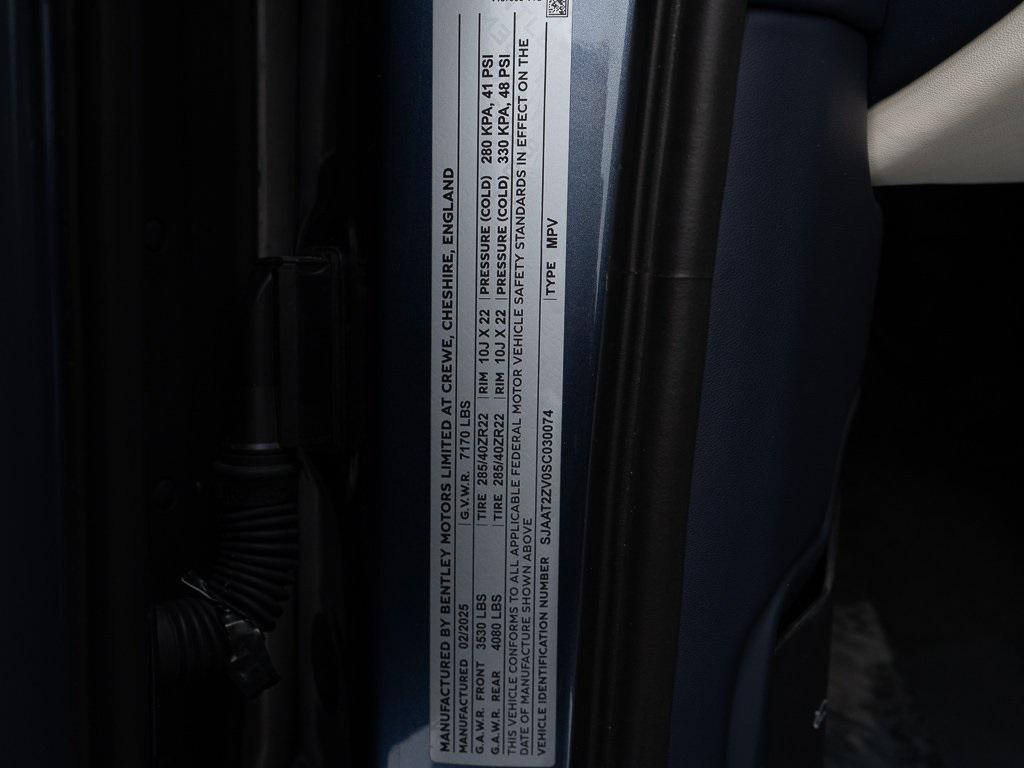 MANUFACTURED BY BENTLEY MOTORS LIMITED AT CREWE, CHESHIRE, ENGLAND
MANUFACTURED 02/2025 G.V.W.R. 7170 LBS
G.A.W.R. FRONT 3530 LBS TIRE 285/40ZR22 RIM 10J X 22 PRESSURE (COLD) 280 KPA, 41 PSI
G.A.W.R. REAR 4080 LBS TIRE 285/40ZR22 RIM 10J X 22 PRESSURE (COLD) 330 KPA, 48 PSI
THIS VEHICLE CONFORMS TO ALL APPLICABLE FEDERAL MOTOR VEHICLE SAFETY STANDARDS IN EFFECT ON THE
DATE OF MANUFACTURE SHOWN ABOVE
VEHICLE IDENTIFICATION NUMBER SJAAT2ZV0SC030074 TYPE MPV